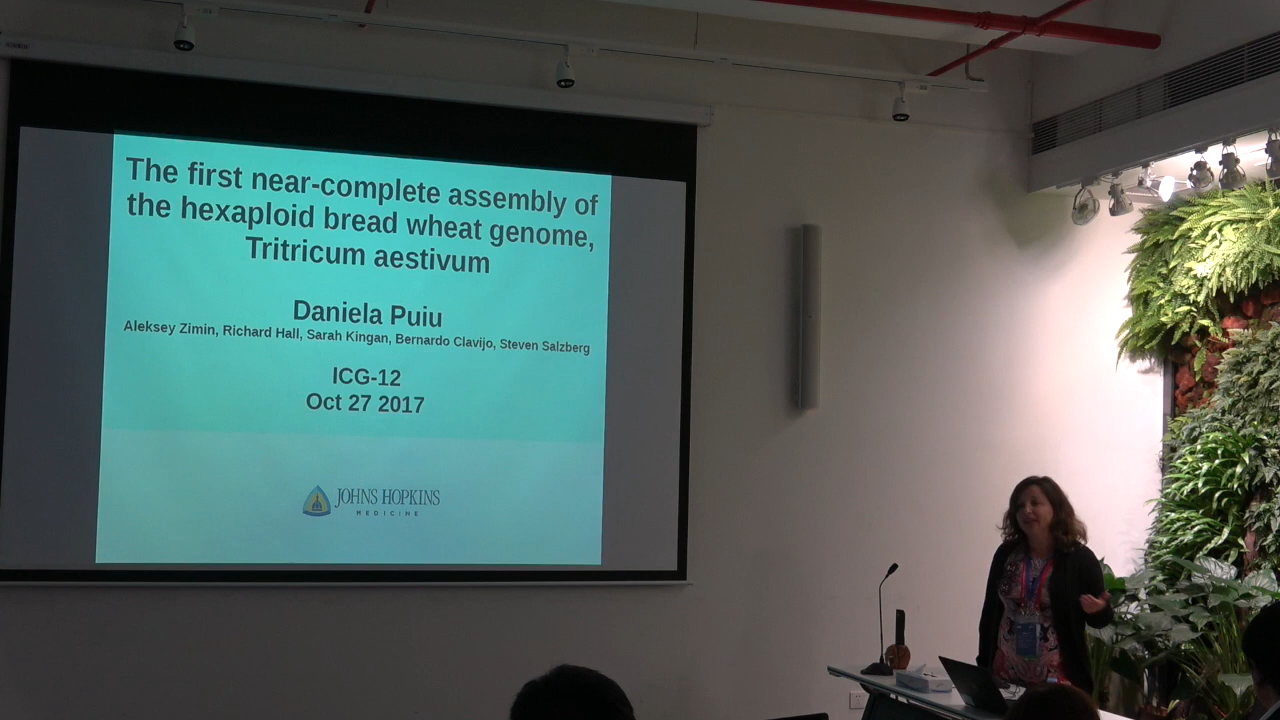 The first near-complete assembly of
the hexaploid bread wheat genome,
Tritricum aestivum
Daniela Puiu
Aleksey Zimin, Richard Hall, Sarah Kingan, Bernardo Clavijo, Steven Salzberg
ICG-12
Oct 27 2017
JOHNS HOPKINS
MEDICINE